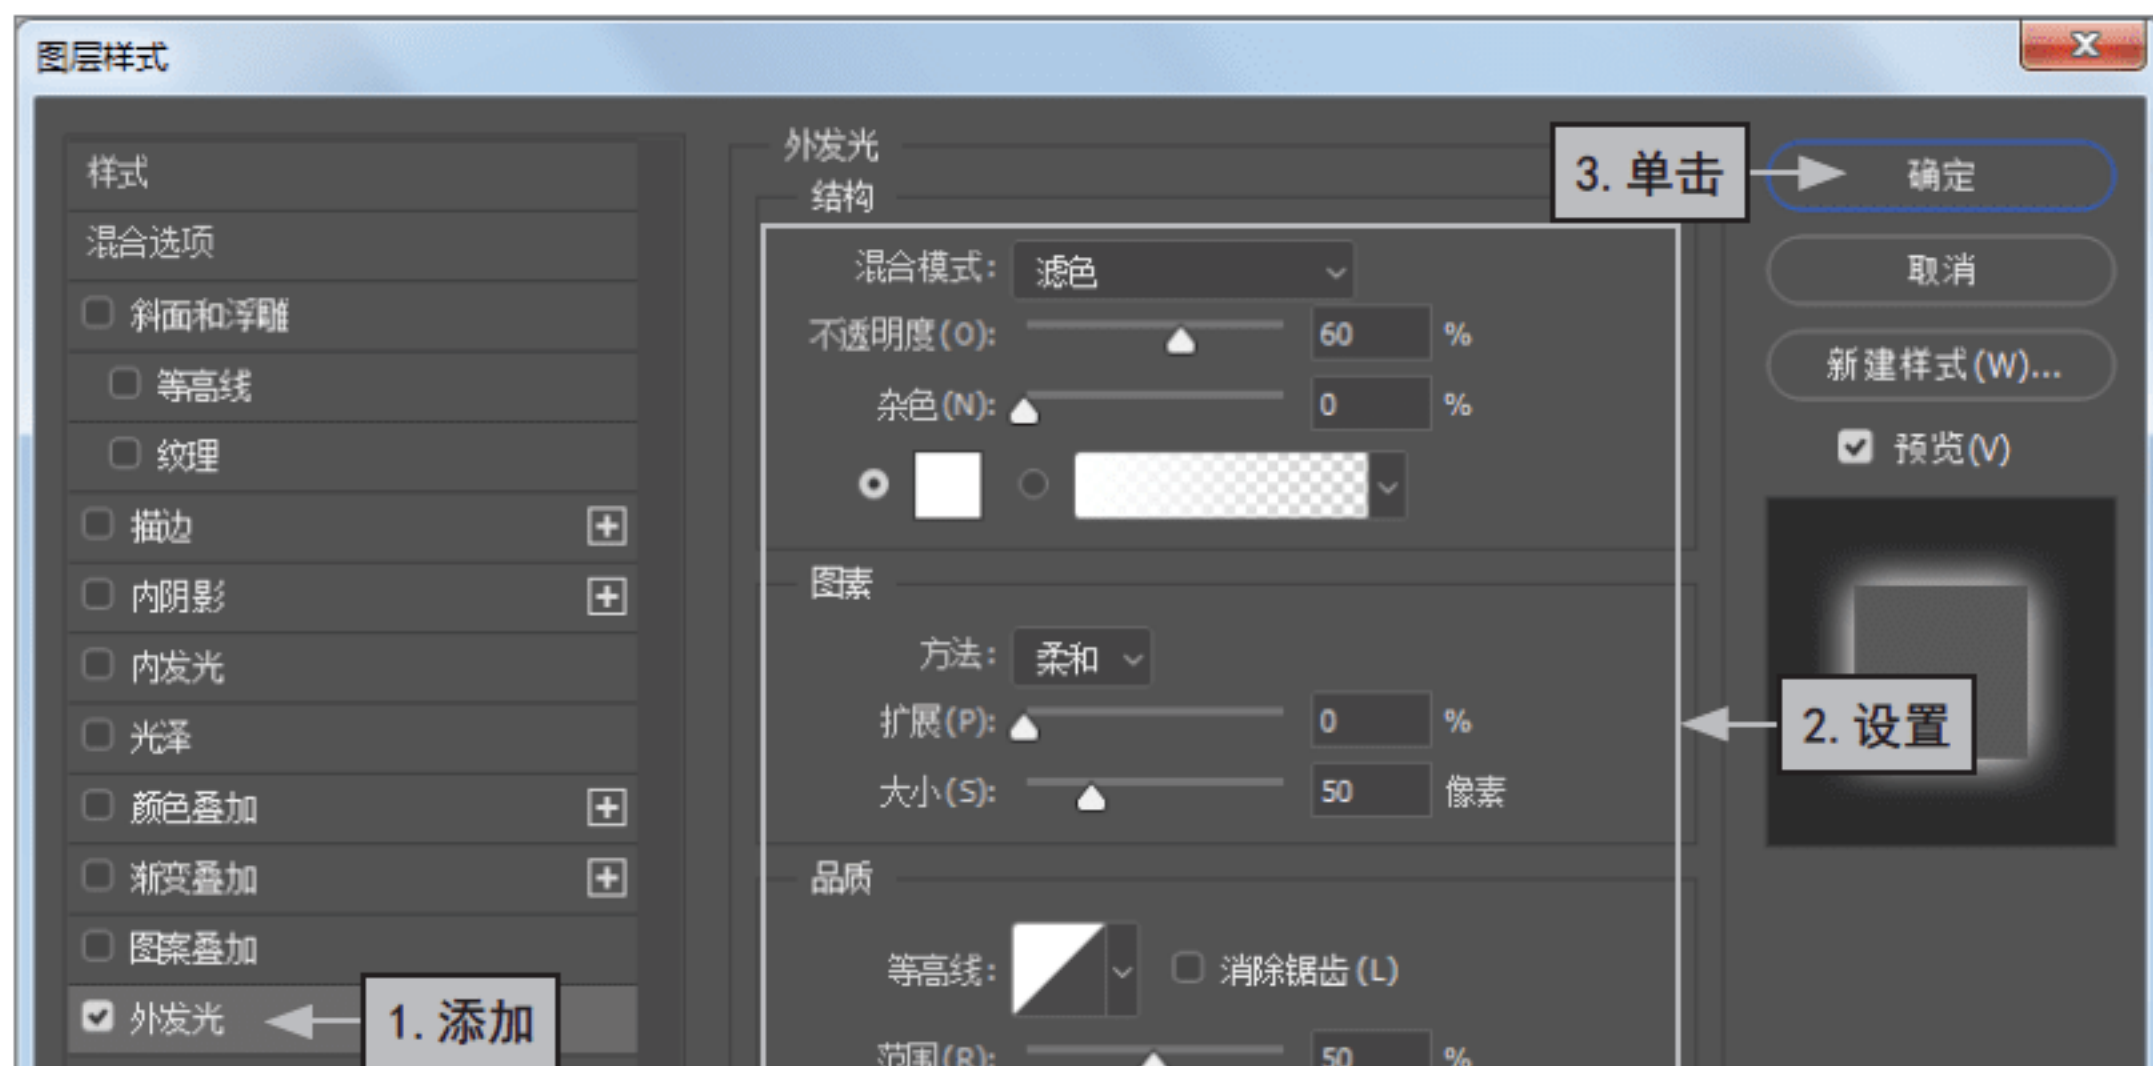 图层样式
样式
混合选项
斜面和浮雕
等高线
纹理
描边
内阴影
内发光
光泽
颜色叠加
渐变叠加
图案叠加
外发光
1. 添加
外发光
结构
混合模式: 滤色
不透明度(O): 60 %
杂色(N): 0 %
图素
方法: 柔和
扩展(P): 0 %
大小(S): 50 像素
品质
等高线: 消除锯齿(L)
范围(R): 50 %
3. 单击
确定
取消
新建样式(W)...
预览(V)
2. 设置